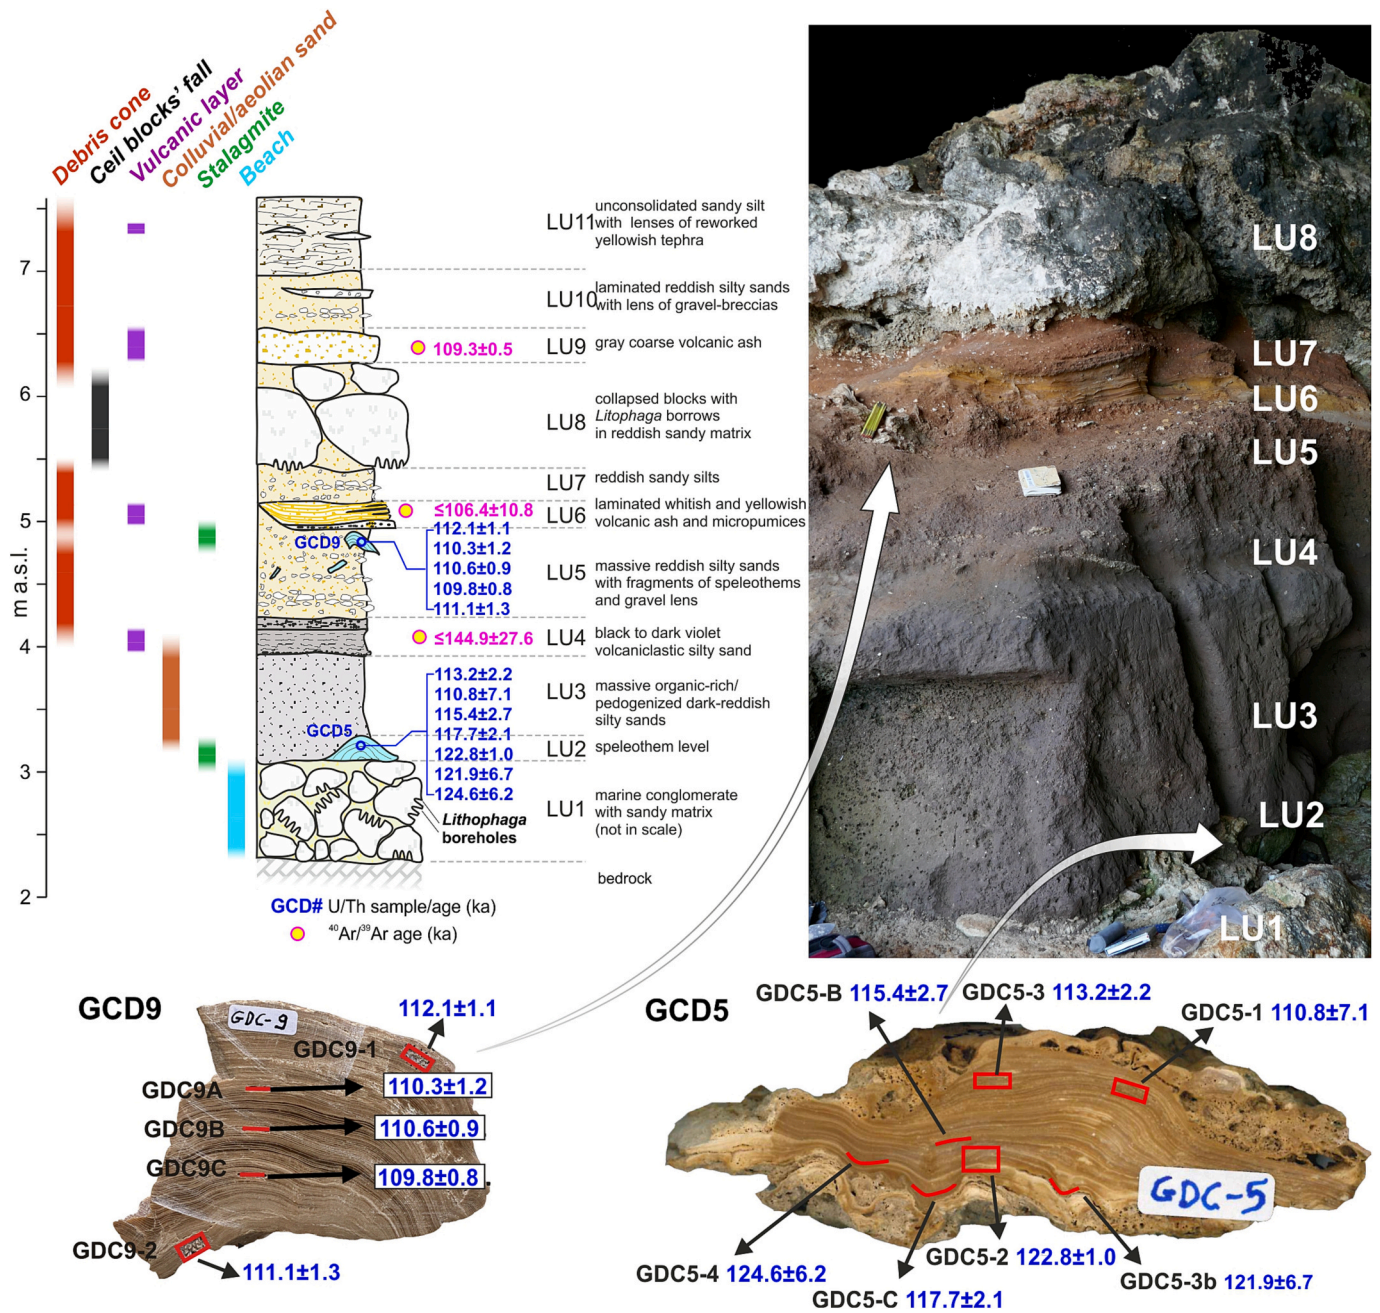 Debris cone
Ceil blocks' fall
Vulcanic layer
Colluvial/aeolian sand
Stalagmite
Beach
7
6
5
4
3
2
m a.s.l.
LU11
unconsolidated sandy silt
with lenses of reworked
yellowish tephra
LU10
laminated reddish silty sands
with lens of gravel-breccias
109.3±0.5
LU9
gray coarse volcanic ash
LU8
collapsed blocks with
Litophaga borrows
in reddish sandy matrix
LU7
reddish sandy silts
≤106.4±10.8
LU6
laminated whitish and yellowish
volcanic ash and micropumices
GCD9
112.1±1.1
110.3±1.2
110.6±0.9
109.8±0.8
111.1±1.3
LU5
massive reddish silty sands
with fragments of speleothems
and gravel lens
≤144.9±27.6
LU4
black to dark violet
volcaniclastic silty sand
GCD5
113.2±2.2
110.8±7.1
115.4±2.7
117.7±2.1
122.8±1.0
121.9±6.7
124.6±6.2
LU3
massive organic-rich/
pedogenized dark-reddish
silty sands
LU2
speleothem level
LU1
marine conglomerate
with sandy matrix
(not in scale)
Lithophaga
boreholes
bedrock
GCD# U/Th sample/age (ka)
40Ar/39Ar age (ka)
LU8
LU7
LU6
LU5
LU4
LU3
LU2
LU1
GCD9
GDC-9
112.1±1.1
GDC9-1
GDC9A
110.3±1.2
GDC9B
110.6±0.9
GDC9C
109.8±0.8.
GDC9-2
111.1±1.3
GCD5
GDC5-B 115.4±2.7
GDC5-3 113.2±2.2
GDC5-1 110.8±7.1
GDC-5
GDC5-4 124.6±6.2
GDC5-2 122.8±1.0
GDC5-3b 121.9±6.7
GDC5-C 117.7±2.1